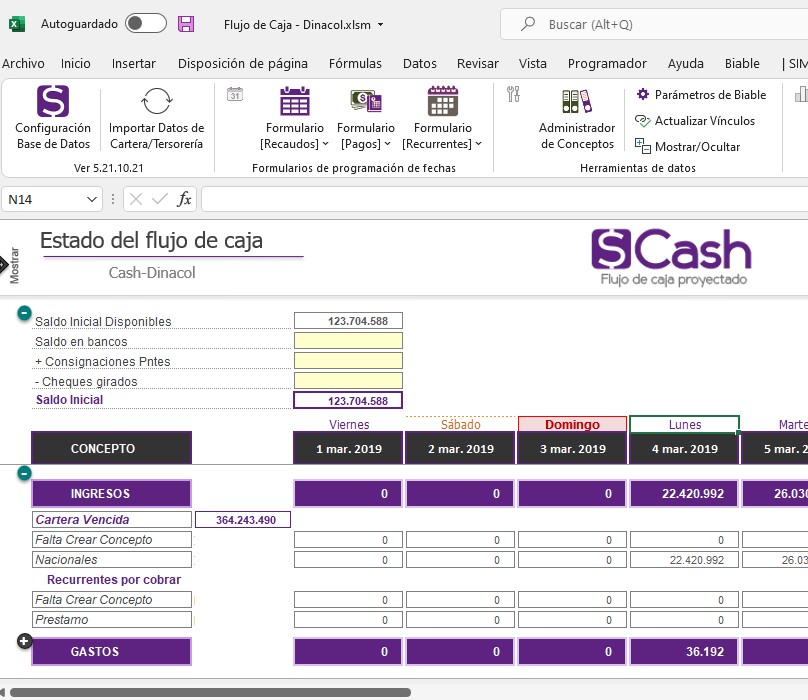 Autoguardado
Flujo de Caja - Dinacol.xlsm
Buscar (Alt+Q)
Archivo Inicio Insertar Disposición de página Fórmulas Datos Revisar Vista Programador Ayuda Biable | SIM
Configuración
Base de Datos
Importar Datos de
Cartera/Tersorería
Ver 5.21.10.21
31
Formulario
[Recaudos]
Formulario
[Pagos]
Formulario
[Recurrentes]
Formularios de programación de fechas
Administrador
de Conceptos
Parámetros de Biable
Actualizar Vínculos
Mostrar/Ocultar
Herramientas de datos
N14 fx
Mostrar
Estado del flujo de caja
Cash-Dinacol
$Cash
Flujo de caja proyectado
Saldo Inicial Disponibles 123.704.588
Saldo en bancos
+ Consignaciones Pntes
- Cheques girados
Saldo Inicial 123.704.588
Viernes Sábado Domingo Lunes Marte
CONCEPTO 1 mar. 2019 2 mar. 2019 3 mar. 2019 4 mar. 2019 5 mar. 2
INGRESOS 0 0 0 22.420.992 26.030
Cartera Vencida 364.243.490
Falta Crear Concepto 0 0 0 0
Nacionales 0 0 0 22.420.992 26.03
Recurrentes por cobrar
Falta Crear Concepto 0 0 0 0
Prestamo 0 0 0 0
GASTOS 0 0 0 36.192